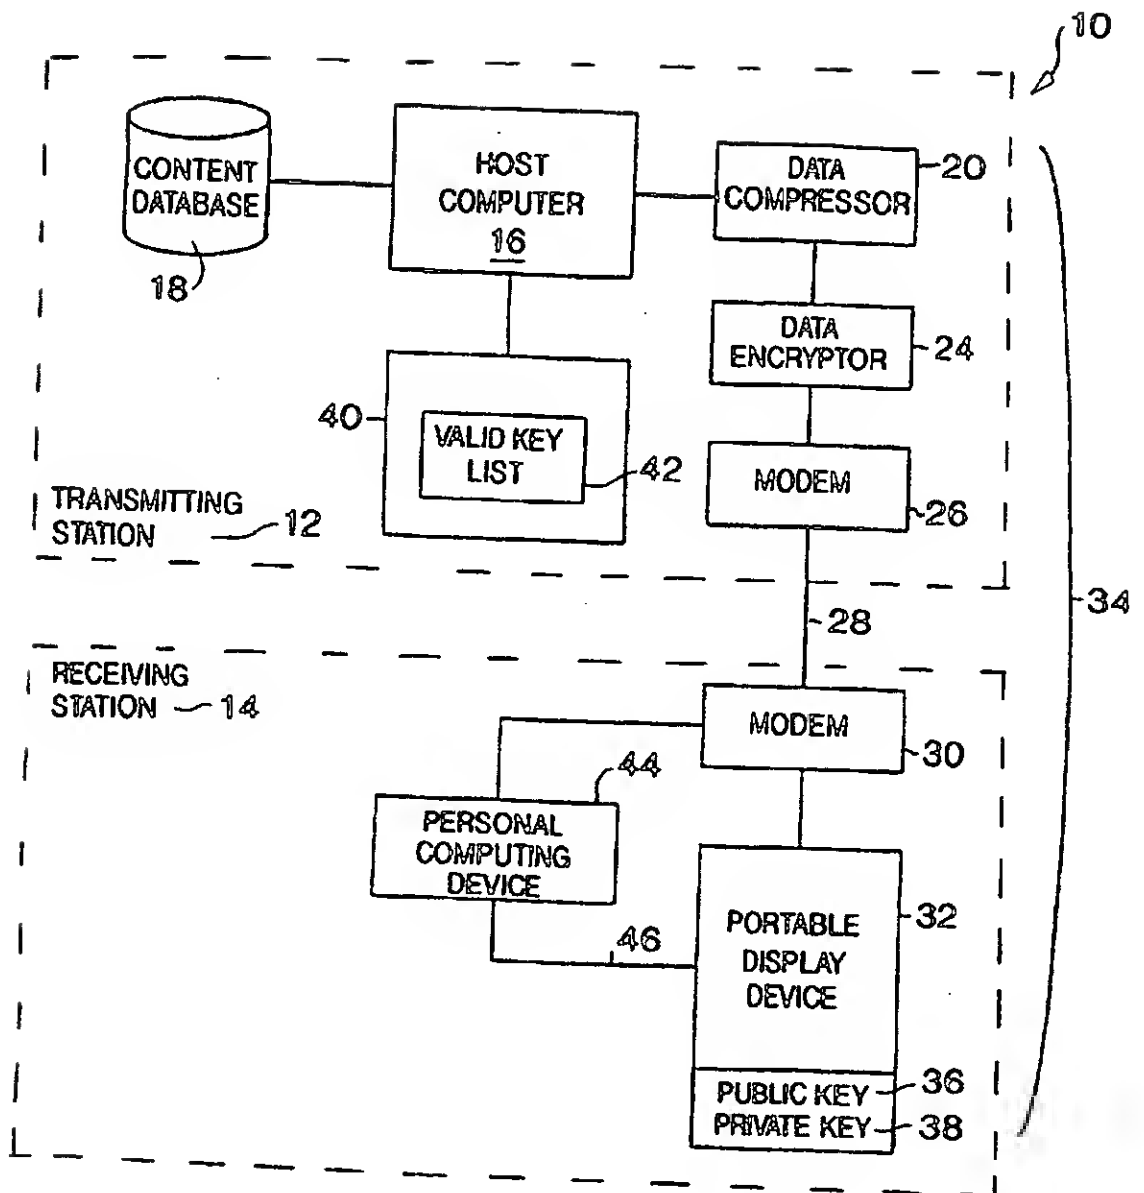 10
CONTENT
DATABASE
18
HOST
COMPUTER
16
DATA
COMPRESSOR
20
DATA
ENCRYPTOR
24
40
VALID KEY
LIST
42
MODEM
26
TRANSMITTING
STATION
12
28
34
RECEIVING
STATION
14
MODEM
30
44
PERSONAL
COMPUTING
DEVICE
46
PORTABLE
DISPLAY
DEVICE
32
PUBLIC KEY
36
PRIVATE KEY
38